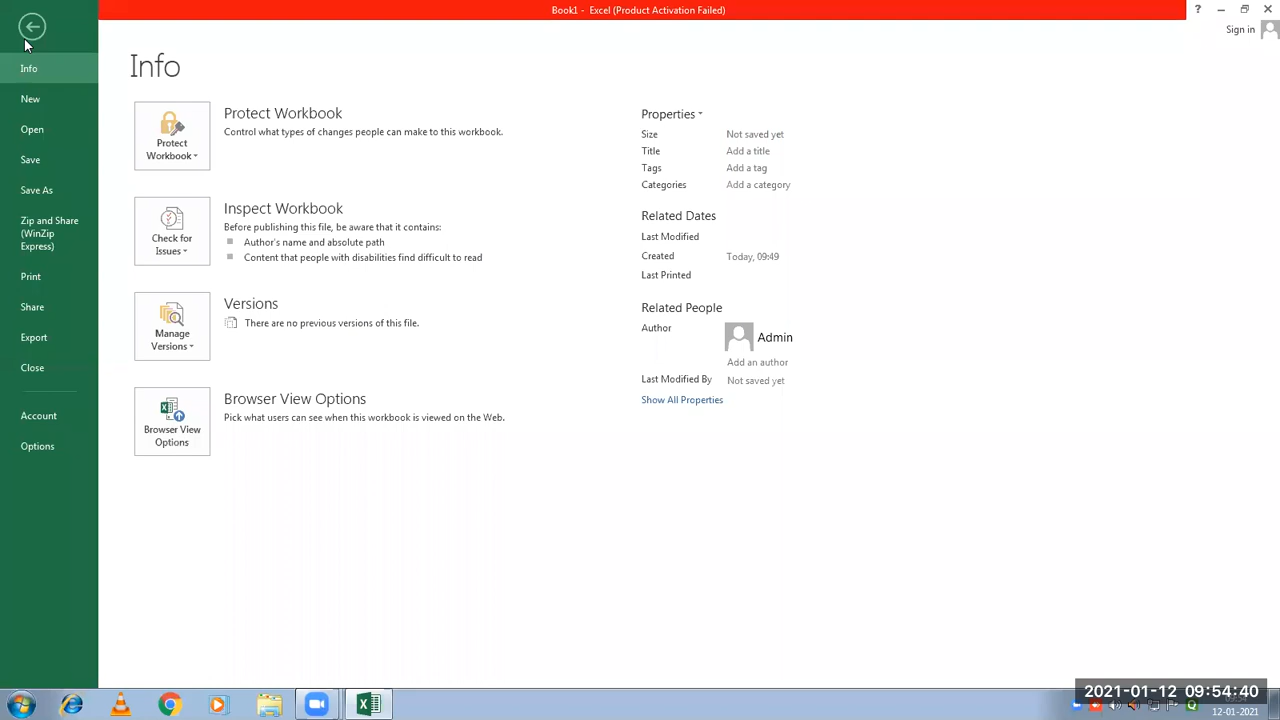 Book1 -  Excel (Product Activation Failed)
?
Sign in
Info
New
Open
Save
Save As
Zip and Share
(WinZip
Express)
Print
Share
Export
Close
Account
Options
Info
Protect
Workbook
Protect Workbook
Control what types of changes people can make to this workbook.
Check for
Issues
Inspect Workbook
Before publishing this file, be aware that it contains:
Author's name and absolute path
Content that people with disabilities find difficult to read
Manage
Versions
Versions
There are no previous versions of this file.
Browser View
Options
Browser View Options
Pick what users can see when this workbook is viewed on the Web.
Properties
Size Not saved yet
Title Add a title
Tags Add a tag
Categories Add a category
Related Dates
Last Modified
Created Today, 09:49
Last Printed
Related People
Author Admin
Add an author
Last Modified By Not saved yet
Show All Properties
2021-01-12 09:54:40
12-01-2021